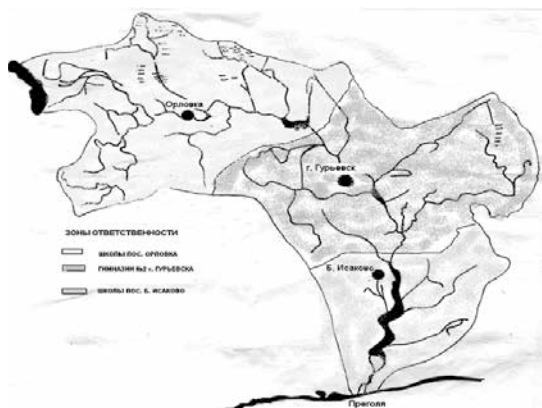 Орловка
г. Гурьевск
ЗОНЫ ОТВЕТСТВЕННОСТИ
ШКОЛЫ ПОС. ОРЛОВКА
ГИМНАЗИИ №2 г. ГУРЬЕВСКА
Б. Исаково
ШКОЛЫ ПОС. Б. ИСАКОВО
Преголя